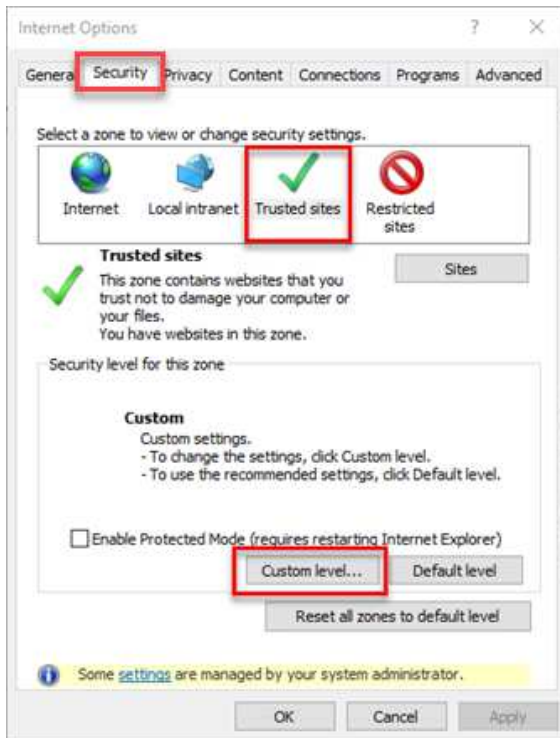 Internet Options
?
General Security Privacy Content Connections Programs Advanced
Select a zone to view or change security settings.
Internet Local intranet Trusted sites Restricted
sites
Trusted sites
This zone contains websites that you
trust not to damage your computer or
your files.
You have websites in this zone.
Sites
Security level for this zone
Custom
Custom settings.
- To change the settings, click Custom level.
- To use the recommended settings, click Default level.
Enable Protected Mode (requires restarting Internet Explorer)
Custom level... Default level
Reset all zones to default level
Some settings are managed by your system administrator.
OK Cancel Apply